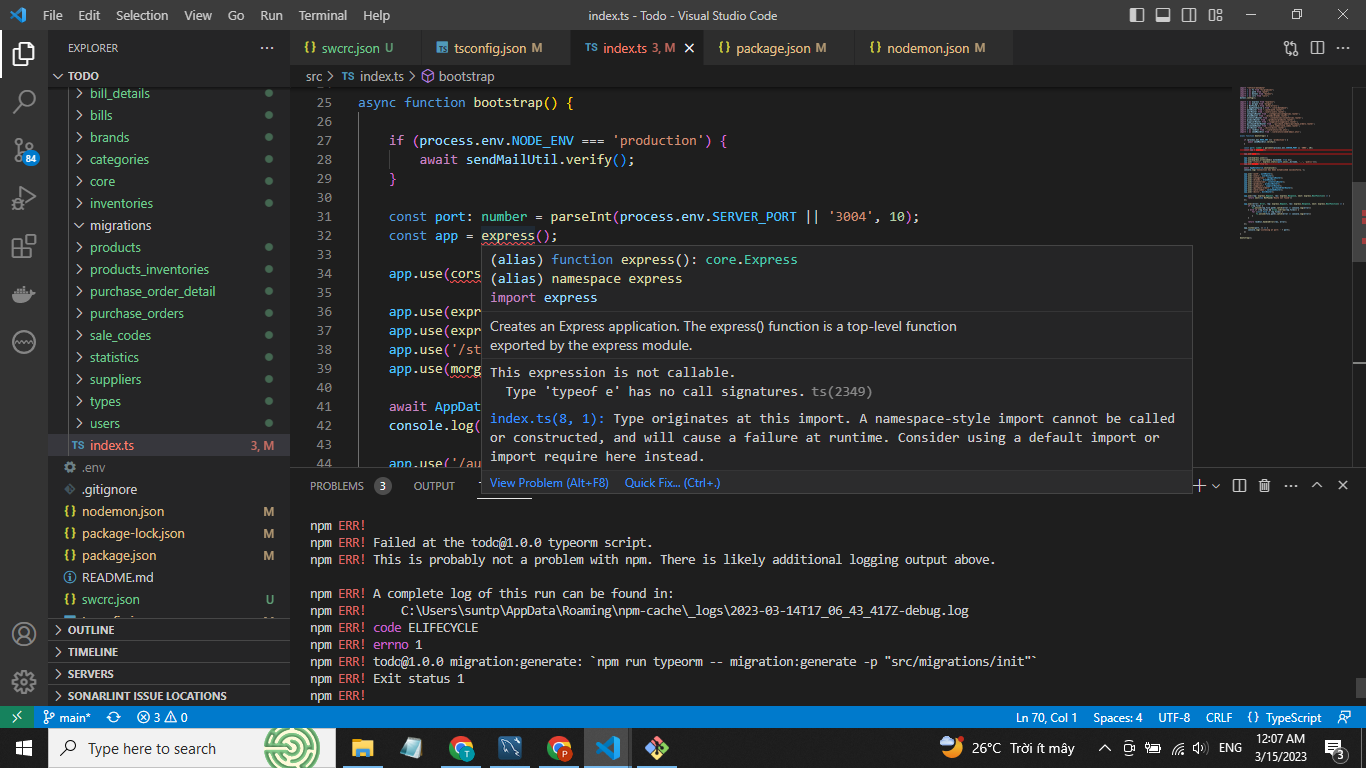 File Edit Selection View Go Run Terminal Help index.ts - Todo - Visual Studio Code
EXPLORER
swcrc.json U tsconfig.json M index.ts 3, M package.json M nodemon.json M
TODO
src > index.ts > bootstrap
bill_details
bills
brands
categories
core
inventories
migrations
products
products_inventories
purchase_order_detail
purchase_orders
sale_codes
statistics
suppliers
types
users
index.ts 3, M
.env
.gitignore
nodemon.json M
package-lock.json M
package.json M
README.md
swcrc.json U
OUTLINE
TIMELINE
SERVERS
SONARLINT ISSUE LOCATIONS
84
25 async function bootstrap() {
26
27 if (process.env.NODE_ENV === 'production') {
28 await sendMailUtil.verify();
29 }
30
31 const port: number = parseInt(process.env.SERVER_PORT || '3004', 10);
32 const app = express();
33
34 app.use(cors
35
36 app.use(expr
37 app.use(expr
38 app.use('/st
39 app.use(morg
40
41 await AppDat
42 console.log(
43
44 app.use('/au
(alias) function express(): core.Express
(alias) namespace express
import express
Creates an Express application. The express() function is a top-level function
exported by the express module.
This expression is not callable.
Type 'typeof e' has no call signatures. ts(2349)
index.ts(8, 1): Type originates at this import. A namespace-style import cannot be called
or constructed, and will cause a failure at runtime. Consider using a default import or
import require here instead.
View Problem (Alt+F8) Quick Fix... (Ctrl+.)
PROBLEMS 3 OUTPUT
npm ERR!
npm ERR! Failed at the todo@1.0.0 typeorm script.
npm ERR! This is probably not a problem with npm. There is likely additional logging output above.
npm ERR! A complete log of this run can be found in:
npm ERR! C:\Users\suntp\AppData\Roaming\npm-cache\_logs\2023-03-14T17_06_43_417Z-debug.log
npm ERR! code ELIFECYCLE
npm ERR! errno 1
npm ERR! todo@1.0.0 migration:generate: `npm run typeorm -- migration:generate -p "src/migrations/init"`
npm ERR! Exit status 1
npm ERR!
main* 3 0 Ln 70, Col 1 Spaces: 4 UTF-8 CRLF {} TypeScript
Type here to search 26°C Trời ít mây ENG 12:07 AM
3/15/2023
3